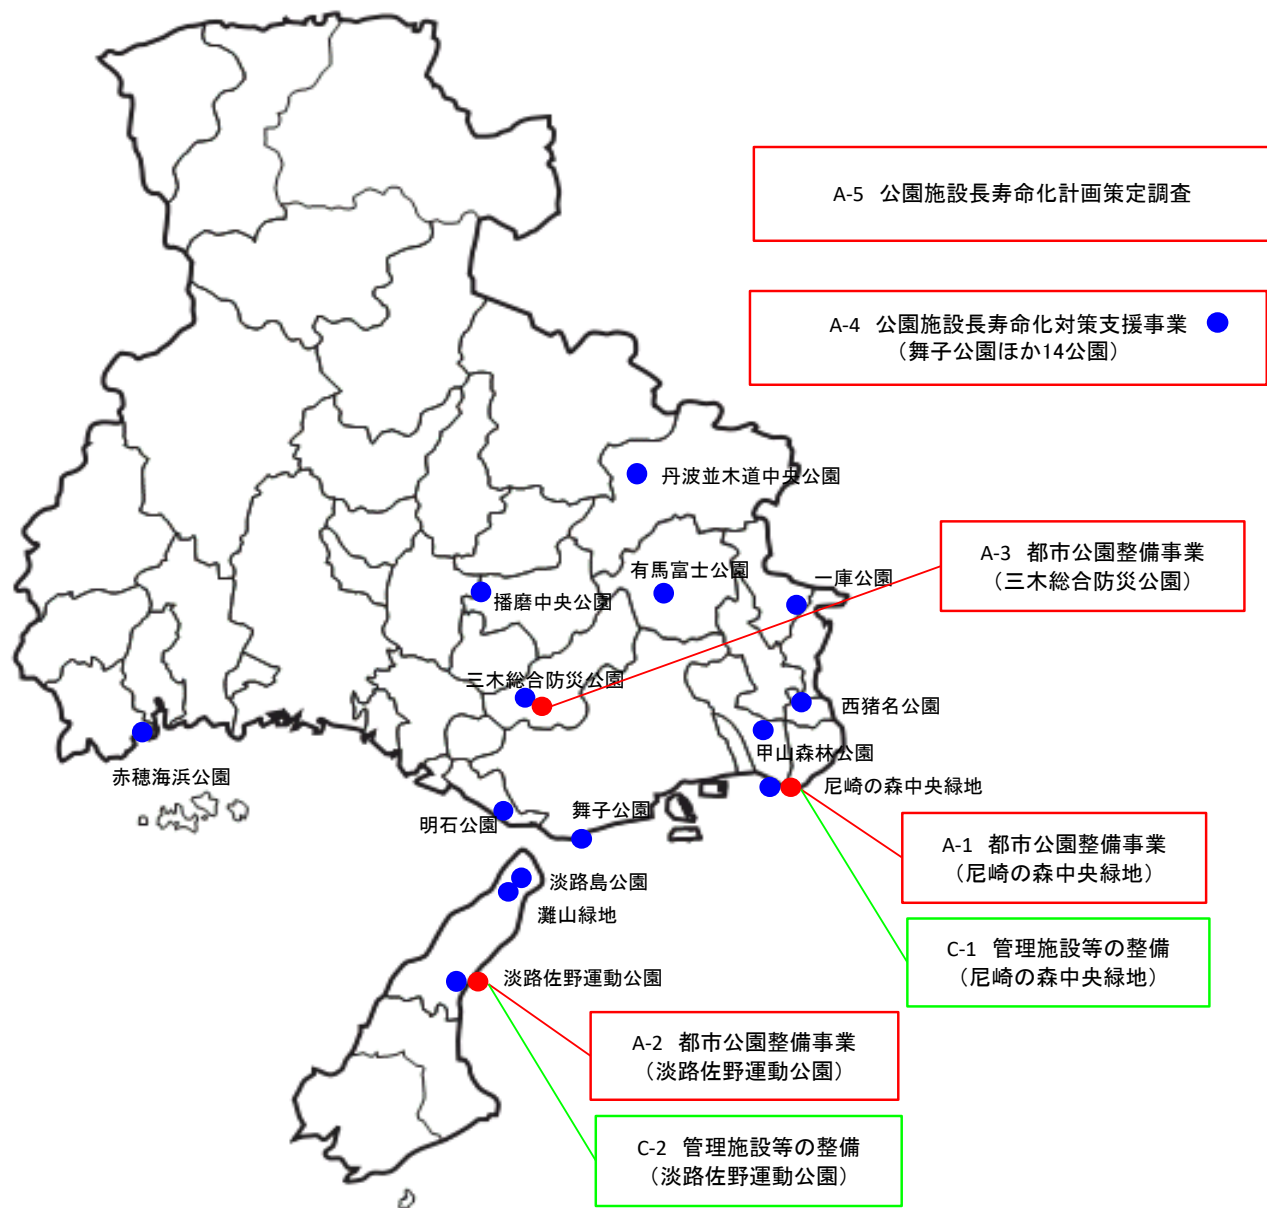 A-5 公園施設長寿命化計画策定調査
A-4 公園施設長寿命化対策支援事業
（舞子公園ほか14公園）
丹波並木道中央公園
A-3 都市公園整備事業
（三木総合防災公園）
有馬富士公園
一庫公園
播磨中央公園
三木総合防災公園
西猪名公園
甲山森林公園
赤穂海浜公園
尼崎の森中央緑地
明石公園
舞子公園
A-1 都市公園整備事業
（尼崎の森中央緑地）
淡路島公園
灘山緑地
C-1 管理施設等の整備
（尼崎の森中央緑地）
淡路佐野運動公園
A-2 都市公園整備事業
（淡路佐野運動公園）
C-2 管理施設等の整備
（淡路佐野運動公園）